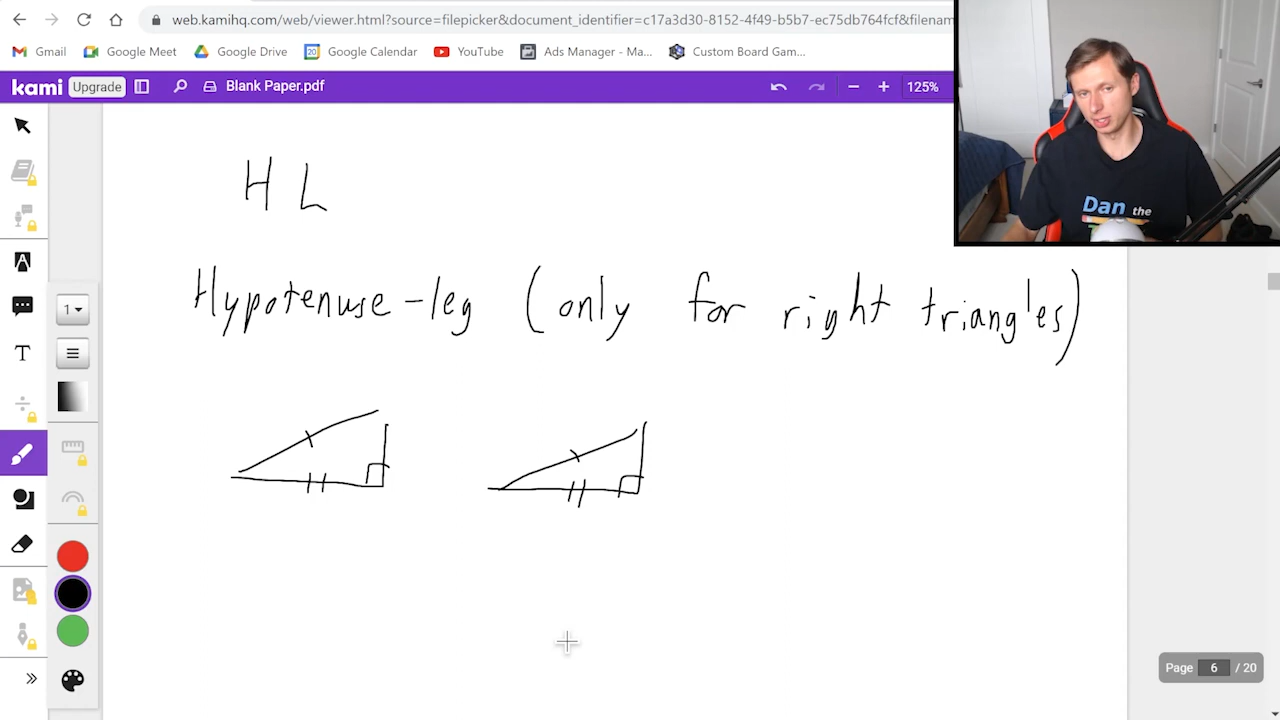 web.kamihq.com/web/viewer.html?source=filepicker&document_identifier=c17a3d30-8152-4f49-b5b7-ec75db764fcf&filenam
Gmail Google Meet Google Drive 20 Google Calendar YouTube Ads Manager - Ma... Custom Board Gam...
kami Upgrade Blank Paper.pdf 125%
Dan the
H L
Hypotenuse-leg (only for right triangles)
1
T
Page 6 / 20